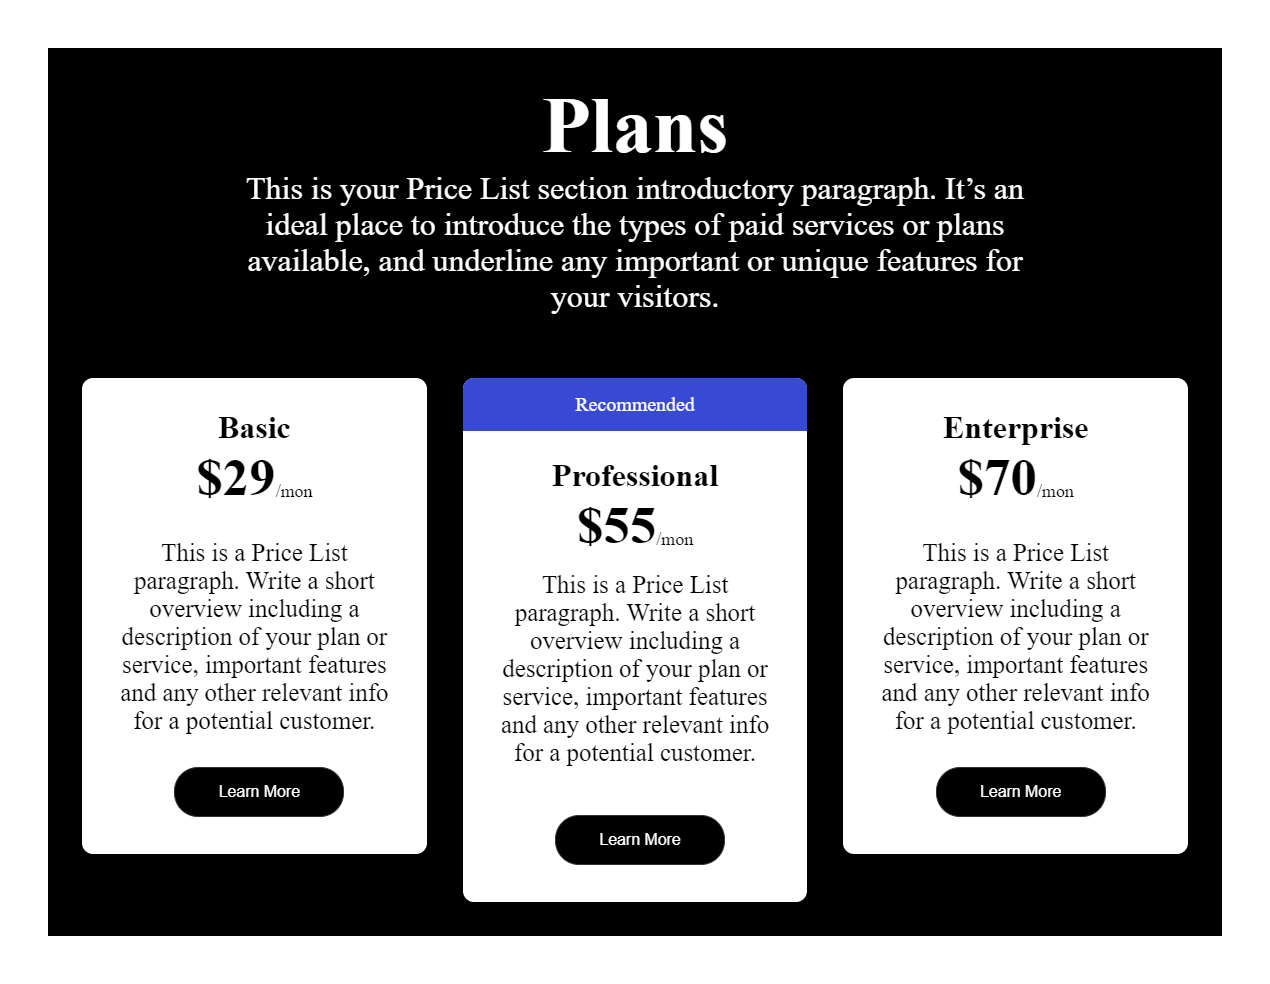 Plans
This is your Price List section introductory paragraph. It’s an
ideal place to introduce the types of paid services or plans
available, and underline any important or unique features for
your visitors.
Basic
$29/mon
This is a Price List
paragraph. Write a short
overview including a
description of your plan or
service, important features
and any other relevant info
for a potential customer.
Learn More
Recommended
Professional
$55/mon
This is a Price List
paragraph. Write a short
overview including a
description of your plan or
service, important features
and any other relevant info
for a potential customer.
Learn More
Enterprise
$70/mon
This is a Price List
paragraph. Write a short
overview including a
description of your plan or
service, important features
and any other relevant info
for a potential customer.
Learn More